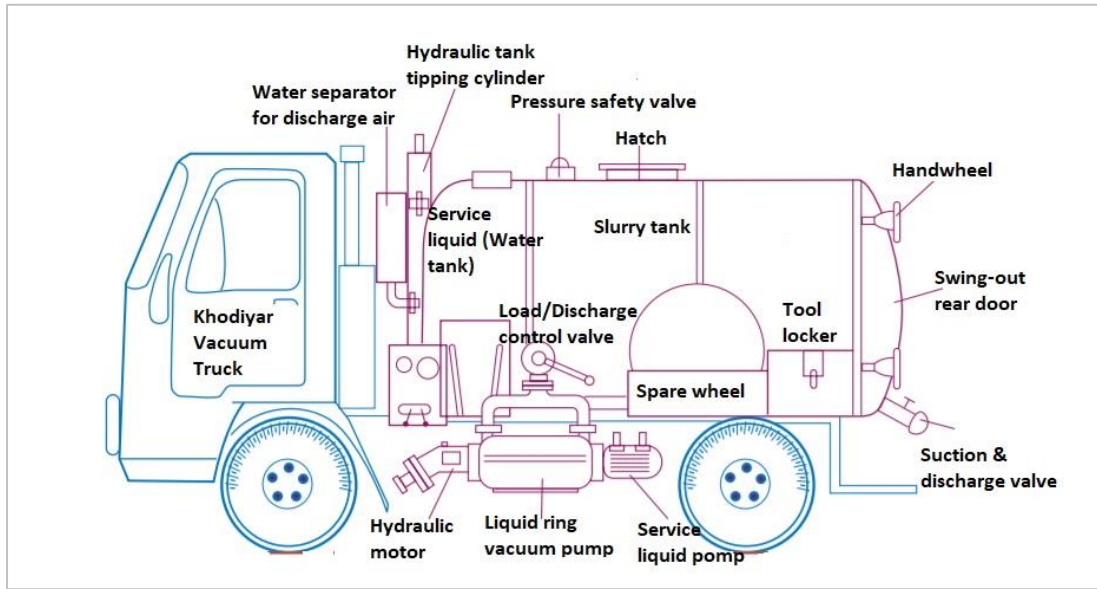 Hydraulic tank
tipping cylinder
Water separator
for discharge air
Pressure safety valve
Hatch
Handwheel
Service
liquid (Water
tank)
Slurry tank
Swing-out
rear door
Khodiyar
Vacuum
Truck
Load/Discharge
control valve
Tool
locker
Spare wheel
Suction &
discharge valve
Hydraulic
motor
Liquid ring
vacuum pump
Service
liquid pomp